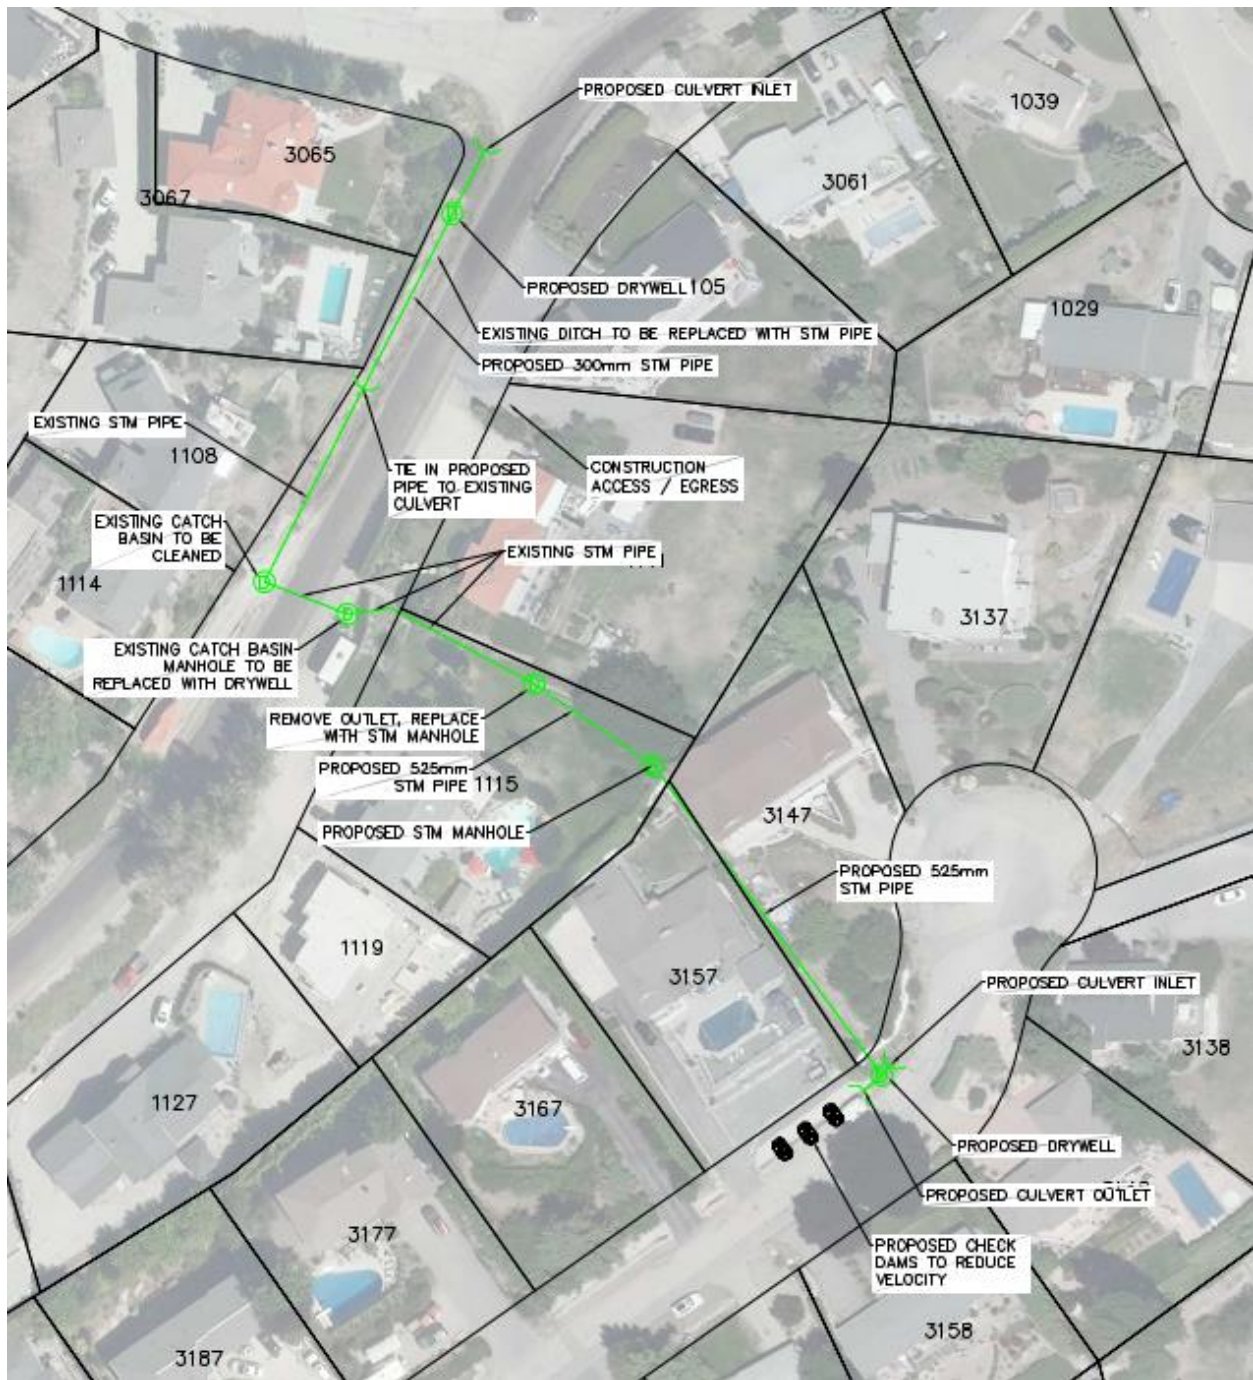 PROPOSED CULVERT INLET
1039
3065
3061
3067
PROPOSED DRYWELL
105
1029
EXISTING DITCH TO BE REPLACED WITH STM PIPE
PROPOSED 300mm STM PIPE
EXISTING STM PIPE
1108
TIE IN PROPOSED
PIPE TO EXISTING
CULVERT
CONSTRUCTION
ACCESS / EGRESS
EXISTING CATCH
BASIN TO BE
CLEANED
EXISTING STM PIPE
1114
3137
EXISTING CATCH BASIN
MANHOLE TO BE
REPLACED WITH DRYWELL
REMOVE OUTLET, REPLACE
WITH STM MANHOLE
PROPOSED 525mm
STM PIPE
1115
3147
PROPOSED STM MANHOLE
PROPOSED 525mm
STM PIPE
1119
3157
PROPOSED CULVERT INLET
3138
1127
3167
PROPOSED DRYWELL
PROPOSED CULVERT OUTLET
3177
PROPOSED CHECK
DAMS TO REDUCE
VELOCITY
3158
3187